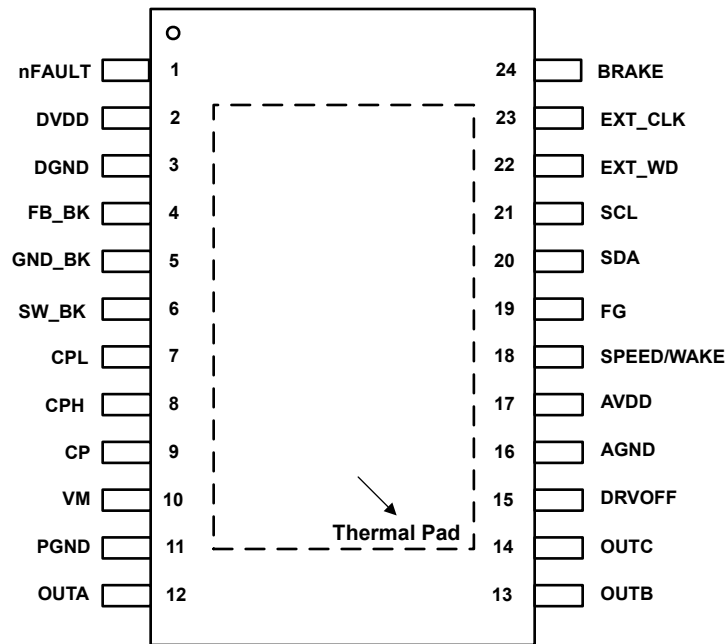 nFAULT 1 24 BRAKE
DVDD 2 23 EXT_CLK
DGND 3 22 EXT_WD
FB_BK 4 21 SCL
GND_BK 5 20 SDA
SW_BK 6 19 FG
CPL 7 18 SPEED/WAKE
CPH 8 17 AVDD
CP 9 16 AGND
VM 10 15 DRVOFF
Thermal Pad
PGND 11 14 OUTC
OUTA 12 13 OUTB